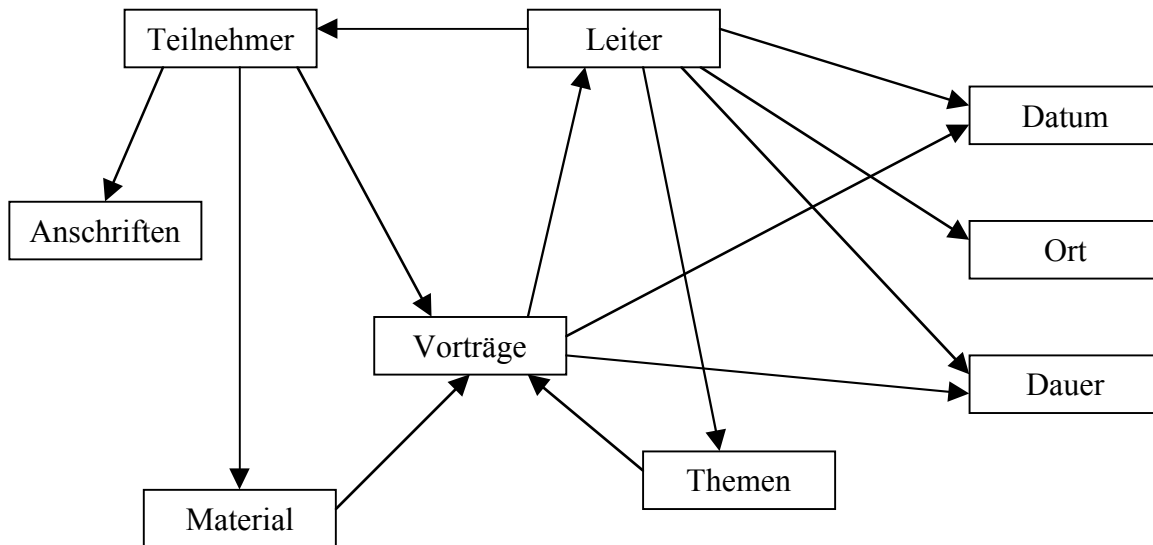 Teilnehmer
Leiter
Datum
Anschriften
Ort
Vorträge
Dauer
Themen
Material